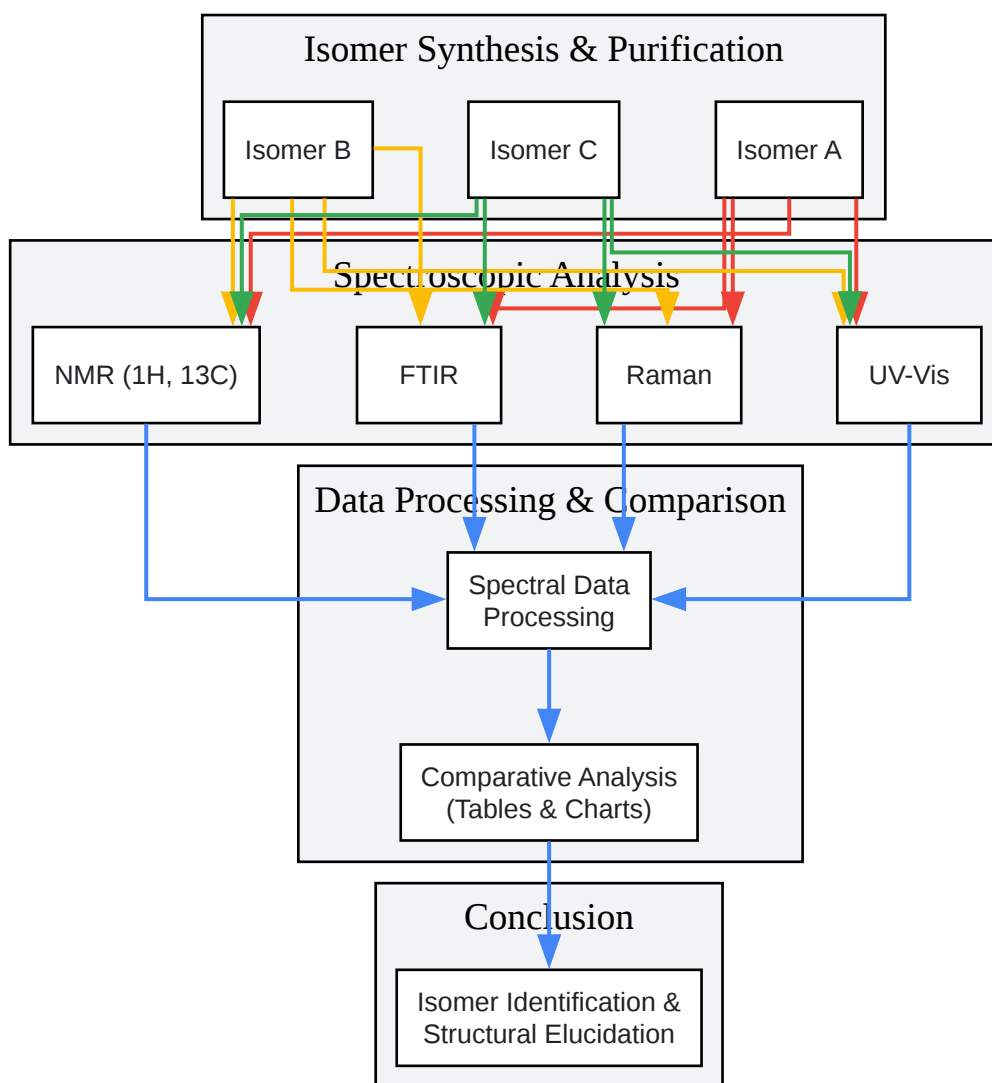 Isomer Synthesis & Purification
Isomer B
Isomer C
Isomer A
Spectroscopic Analysis
NMR (1H, 13C)
FTIR
Raman
UV-Vis
Data Processing & Comparison
Spectral Data
Processing
Comparative Analysis
(Tables & Charts)
Conclusion
Isomer Identification &
Structural Elucidation